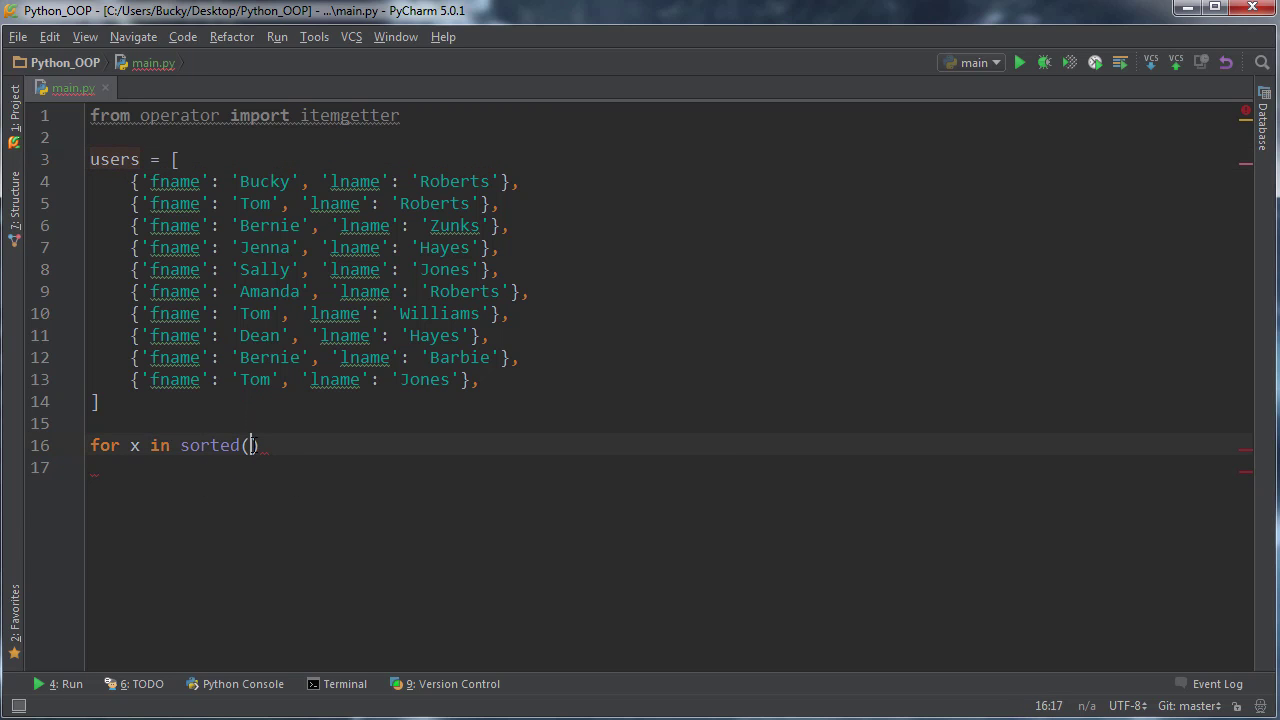 Python_OOP - [C:/Users/Bucky/Desktop/Python_OOP] - ...\main.py - PyCharm 5.0.1
File Edit View Navigate Code Refactor Run Tools VCS Window Help
Python_OOP main.py main VCS VCS
main.py
1 from operator import itemgetter
2
3 users = [
4 {'fname': 'Bucky', 'lname': 'Roberts'},
5 {'fname': 'Tom', 'lname': 'Roberts'},
6 {'fname': 'Bernie', 'lname': 'Zunks'},
7 {'fname': 'Jenna', 'lname': 'Hayes'},
8 {'fname': 'Sally', 'lname': 'Jones'},
9 {'fname': 'Amanda', 'lname': 'Roberts'},
10 {'fname': 'Tom', 'lname': 'Williams'},
11 {'fname': 'Dean', 'lname': 'Hayes'},
12 {'fname': 'Bernie', 'lname': 'Barbie'},
13 {'fname': 'Tom', 'lname': 'Jones'},
14 ]
15
16 for x in sorted()
17
1: Project
7: Structure
2: Favorites
Database
4: Run 6: TODO Python Console Terminal 9: Version Control Event Log
16:17 n/a UTF-8 Git: master